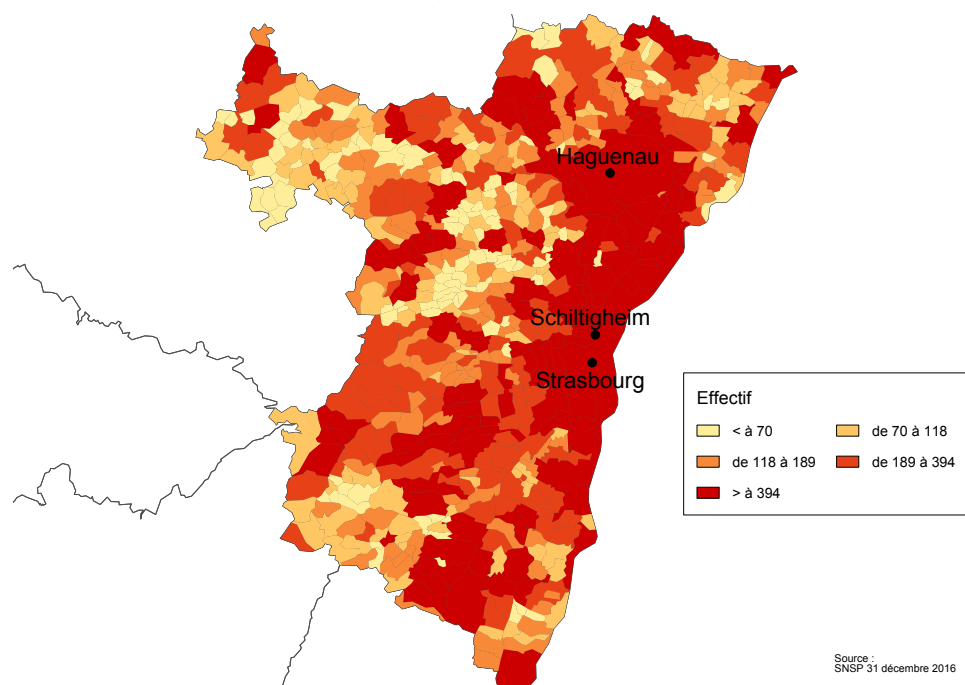 Haguenau
Schiltigheim
Strasbourg
Effectif
< à 70
de 70 à 118
de 118 à 189
de 189 à 394
> à 394
Source :
SNSP 31 décembre 2016